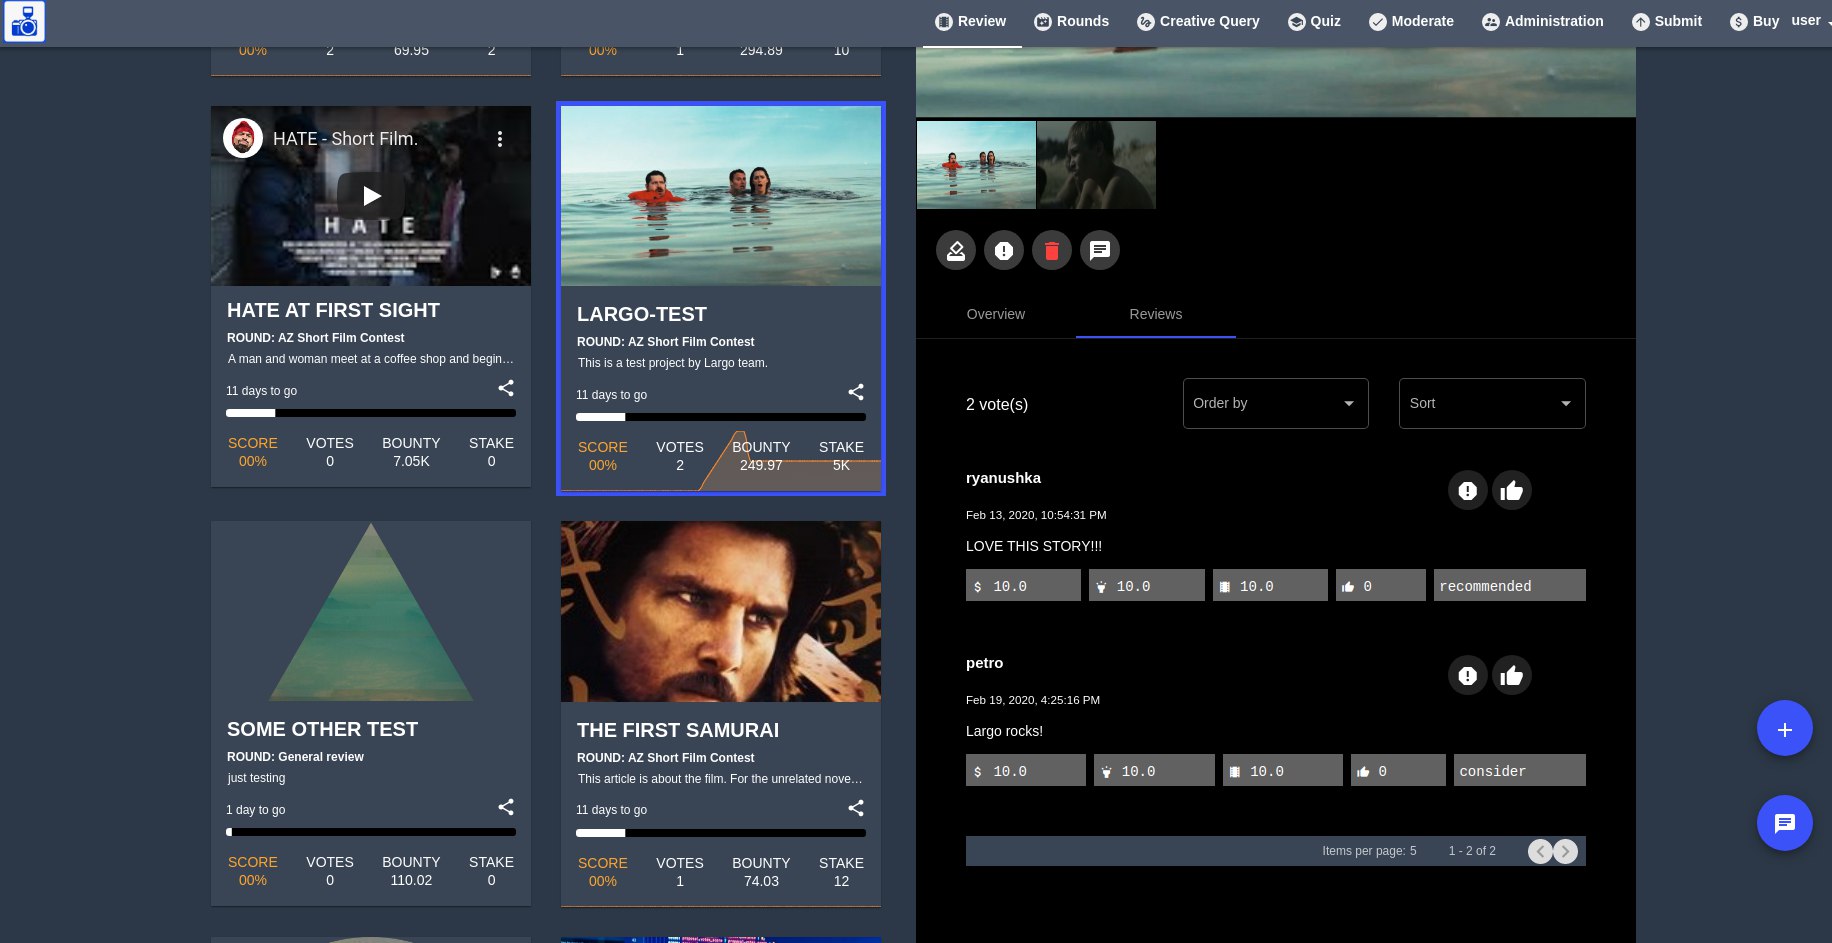 Review Rounds Creative Query Quiz Moderate Administration Submit Buy user
00% 2 69.95 2
00% 1 294.89 10
HATE - Short Film.
HATE
HATE AT FIRST SIGHT
ROUND: AZ Short Film Contest
A man and woman meet at a coffee shop and begin...
11 days to go
SCORE VOTES BOUNTY STAKE
00% 0 7.05K 0
LARGO-TEST
ROUND: AZ Short Film Contest
This is a test project by Largo team.
11 days to go
SCORE VOTES BOUNTY STAKE
00% 2 249.97 5K
SOME OTHER TEST
ROUND: General review
just testing
1 day to go
SCORE VOTES BOUNTY STAKE
00% 0 110.02 0
THE FIRST SAMURAI
ROUND: AZ Short Film Contest
This article is about the film. For the unrelated nove...
11 days to go
SCORE VOTES BOUNTY STAKE
00% 1 74.03 12
Overview Reviews
2 vote(s) Order by Sort
ryanushka
Feb 13, 2020, 10:54:31 PM
LOVE THIS STORY!!!
$ 10.0 10.0 10.0 0 recommended
petro
Feb 19, 2020, 4:25:16 PM
Largo rocks!
$ 10.0 10.0 10.0 0 consider
Items per page: 5 1 - 2 of 2